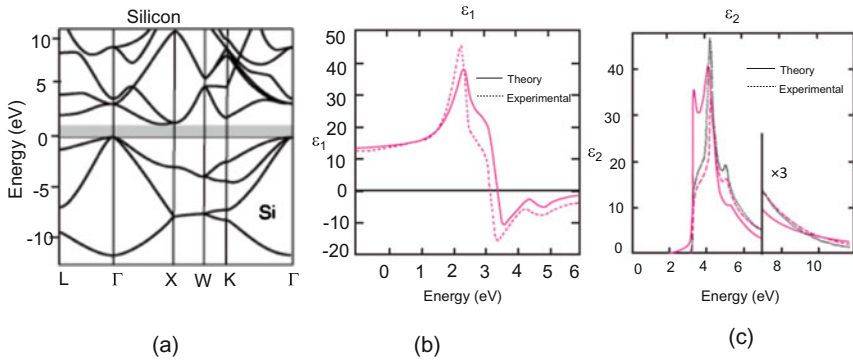 Silicon
Energy (eV)
10
5
0
-5
-10
Si
L Γ X W K Γ
(a)
ε1
ε1
50
40
30
20
10
0
-10
-20
Theory
Experimental
0 1 2 3 4 5 6
Energy (eV)
(b)
ε2
ε2
50
40
30
20
10
0
Theory
Experimental
×3
2 4 6 8 10
Energy (eV)
(c)